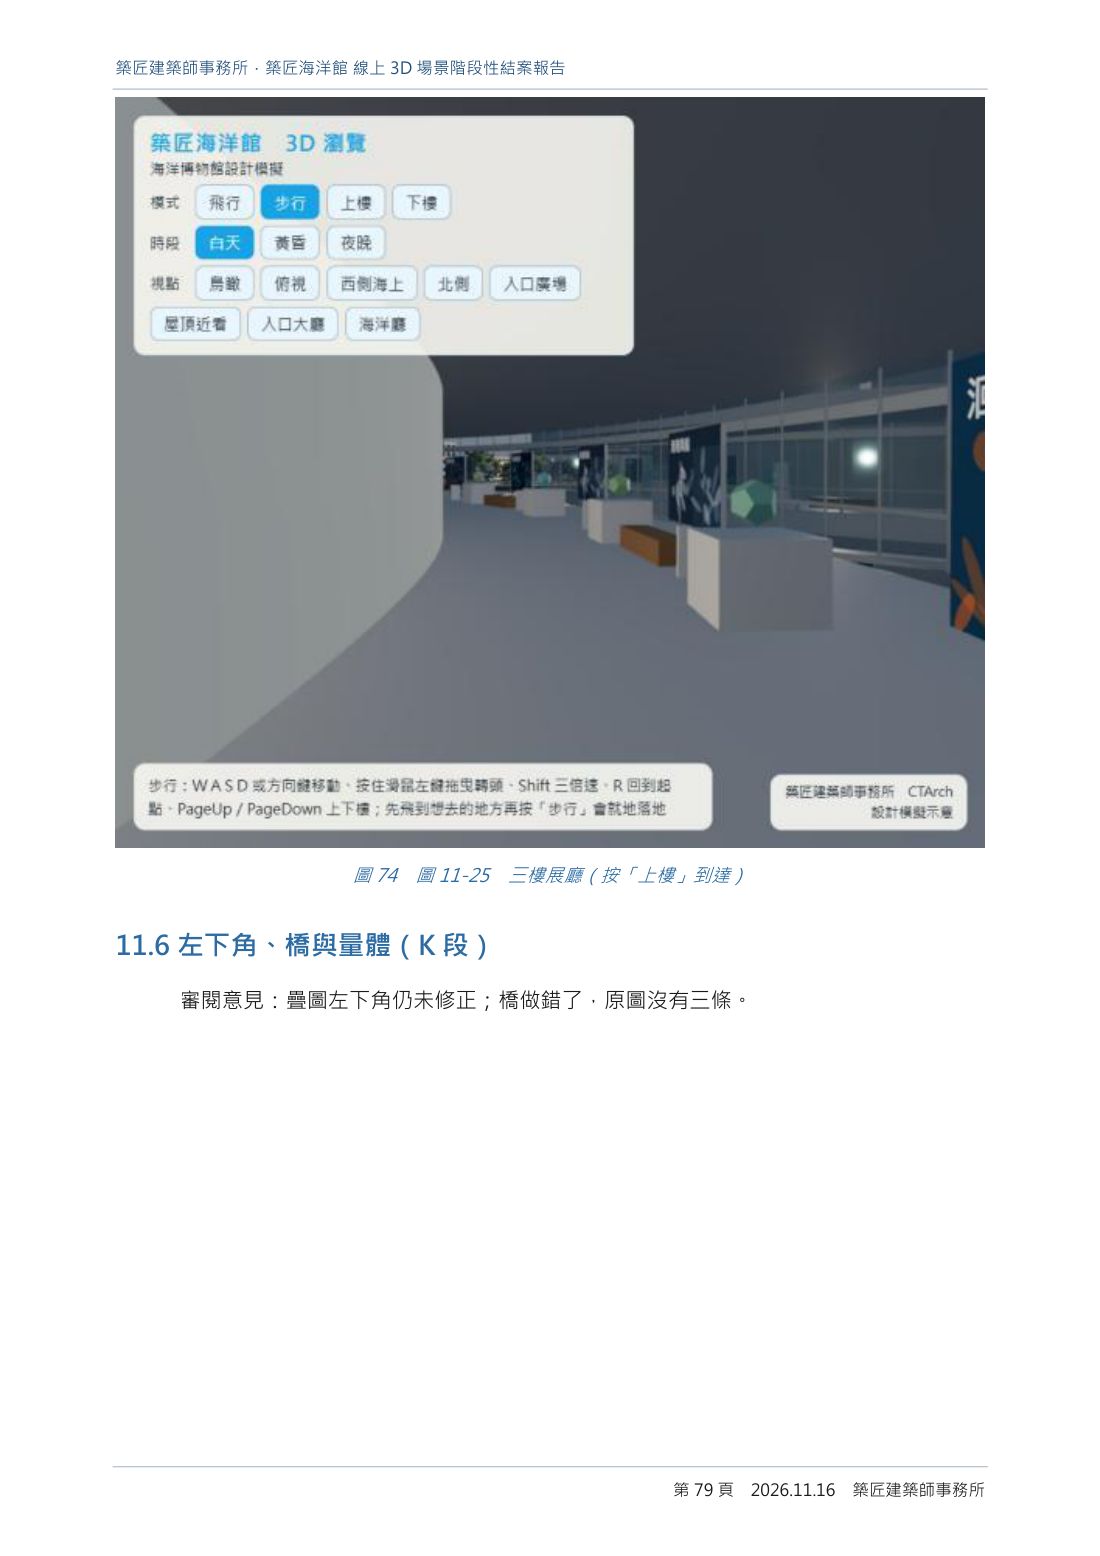 築匠建築師事務所．築匠海洋館 線上 3D 場景階段性結案報告
築匠海洋館　3D 瀏覽
海洋博物館設計模擬
模式 飛行 步行 上樓 下樓
時段 白天 黃昏 夜晚
視點 鳥瞰 俯視 西側海上 北側 入口廣場
屋頂近看 入口大廳 海洋廳
步行：W A S D 或方向鍵移動、按住滑鼠左鍵拖曳轉頭、Shift 三倍速、R 回到起
點、PageUp / PageDown 上下樓；先飛到想去的地方再按「步行」會就地落地
築匠建築師事務所　CTArch
設計模擬示意
圖 74　圖 11-25　三樓展廳（按「上樓」到達）
11.6 左下角、橋與量體（K 段）
審閱意見：疊圖左下角仍未修正；橋做錯了，原圖沒有三條。
第 79 頁　2026.11.16　築匠建築師事務所